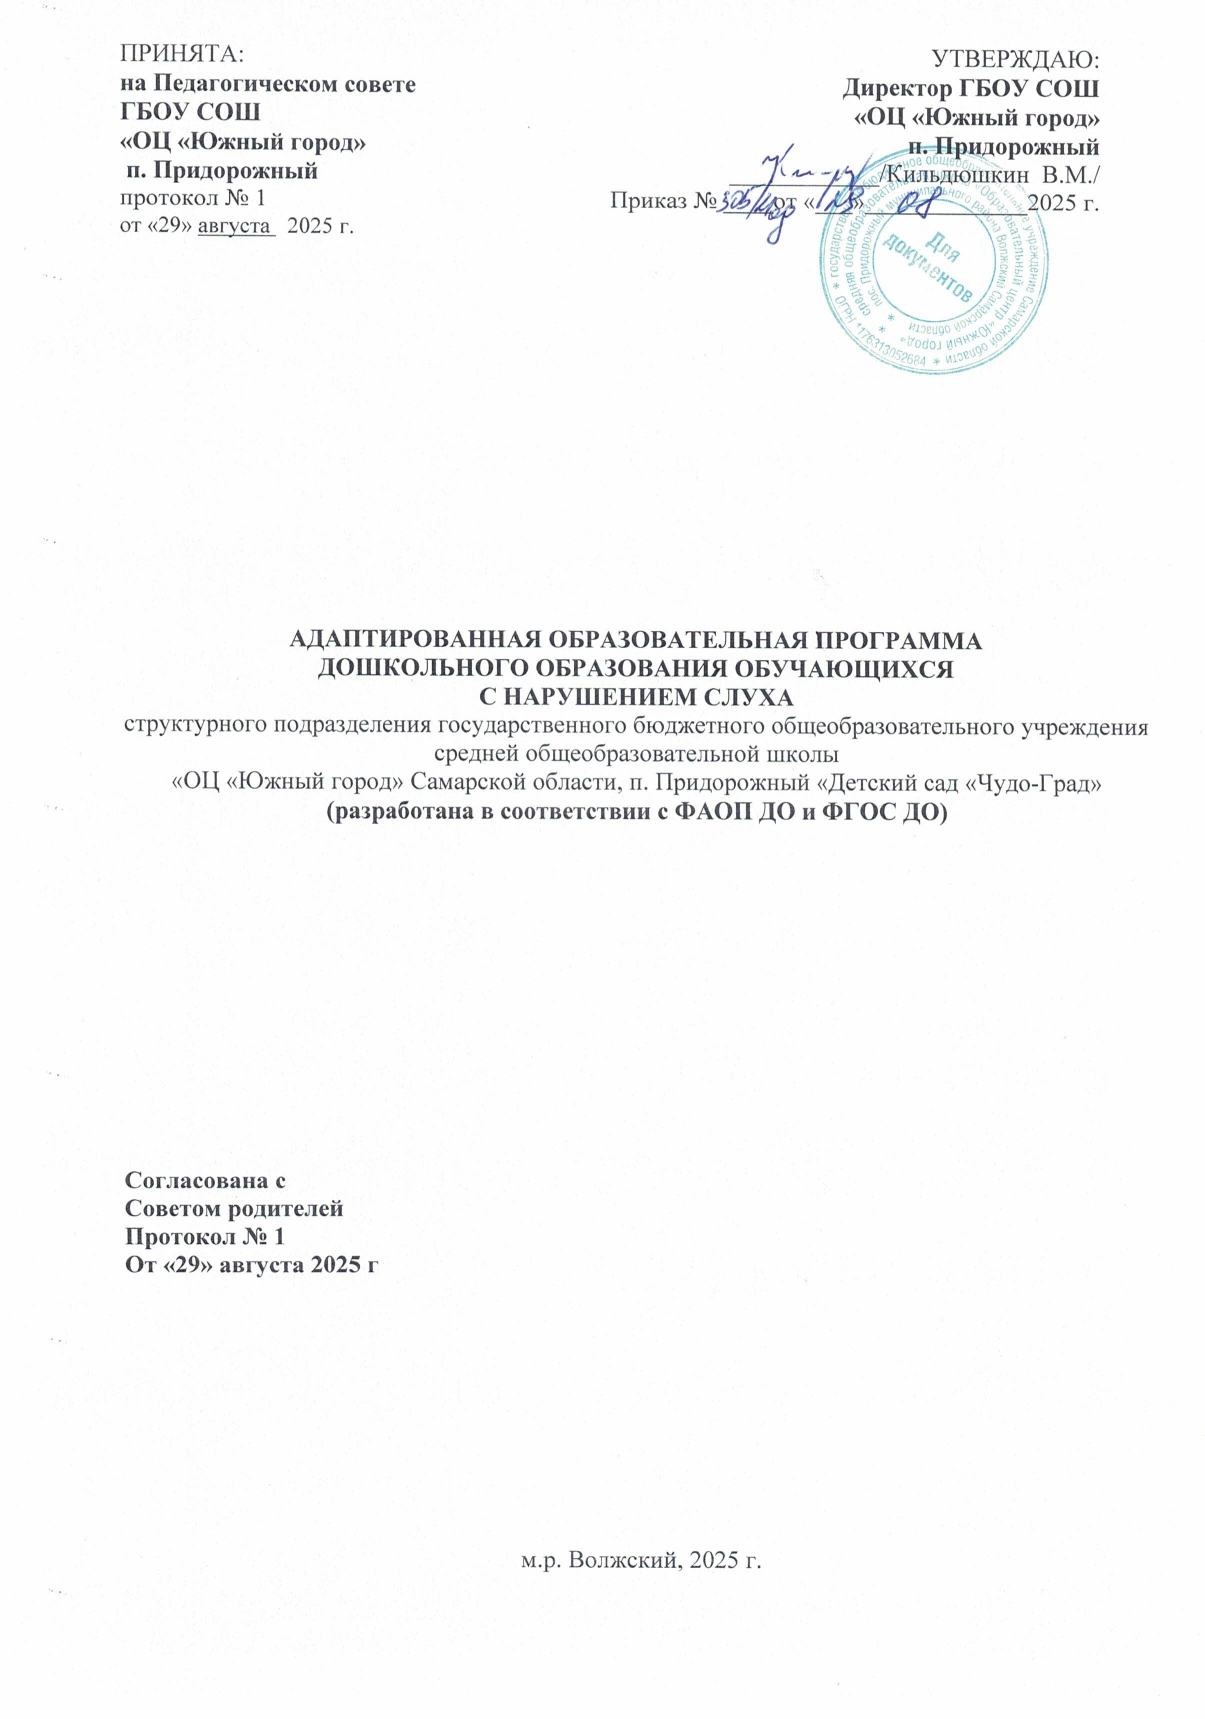 ПРИНЯТА:
на Педагогическом совете
ГБОУ СОШ
«ОЦ «Южный город»
п. Придорожный
протокол № 1
от «29» августа 2025 г.
УТВЕРЖДАЮ:
Директор ГБОУ СОШ
«ОЦ «Южный город»
п. Придорожный
/Кильдюшкин В.М./
Приказ № от « » 08 2025 г.
Для
документов
ОГРН 1176313052684
АДАПТИРОВАННАЯ ОБРАЗОВАТЕЛЬНАЯ ПРОГРАММА
ДОШКОЛЬНОГО ОБРАЗОВАНИЯ ОБУЧАЮЩИХСЯ
С НАРУШЕНИЕМ СЛУХА
структурного подразделения государственного бюджетного общеобразовательного учреждения
средней общеобразовательной школы
«ОЦ «Южный город» Самарской области, п. Придорожный «Детский сад «Чудо-Град»
(разработана в соответствии с ФАОП ДО и ФГОС ДО)
Согласована с
Советом родителей
Протокол № 1
От «29» августа 2025 г
м.р. Волжский, 2025 г.